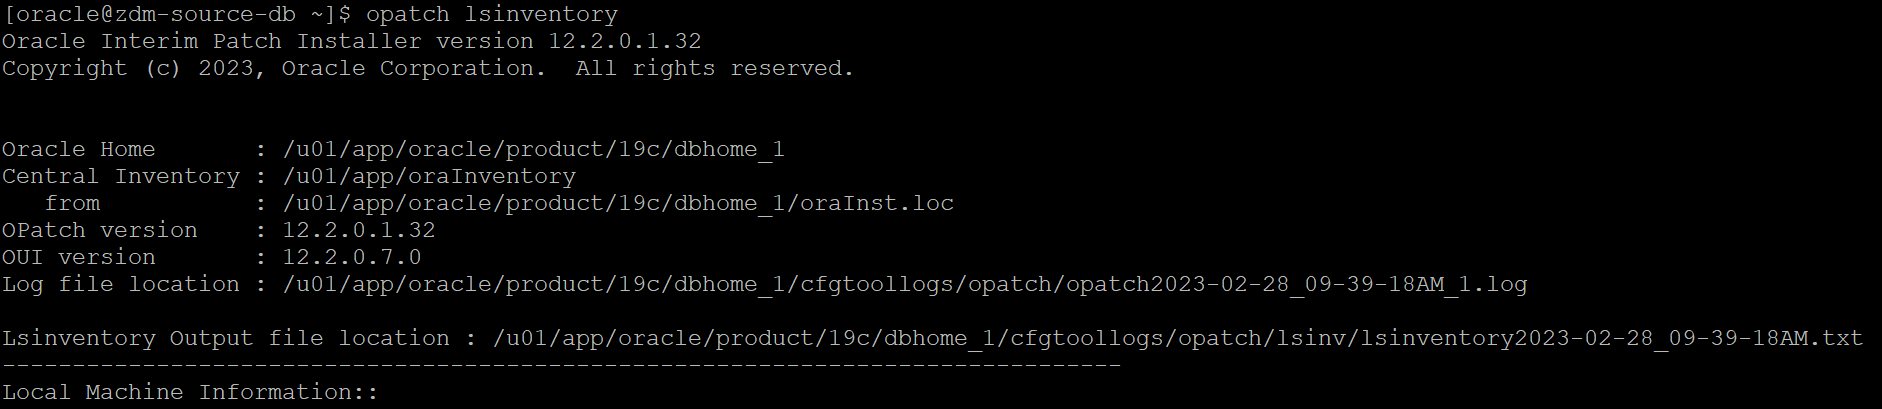 [oracle@zdm-source-db ~]$ opatch lsinventory
Oracle Interim Patch Installer version 12.2.0.1.32
Copyright (c) 2023, Oracle Corporation.  All rights reserved.
Oracle Home       : /u01/app/oracle/product/19c/dbhome_1
Central Inventory : /u01/app/oraInventory
   from           : /u01/app/oracle/product/19c/dbhome_1/oraInst.loc
OPatch version    : 12.2.0.1.32
OUI version       : 12.2.0.7.0
Log file location : /u01/app/oracle/product/19c/dbhome_1/cfgtoollogs/opatch/opatch2023-02-28_09-39-18AM_1.log
Lsinventory Output file location : /u01/app/oracle/product/19c/dbhome_1/cfgtoollogs/opatch/lsinv/lsinventory2023-02-28_09-39-18AM.txt
--------------------------------------------------------------------------------
Local Machine Information::